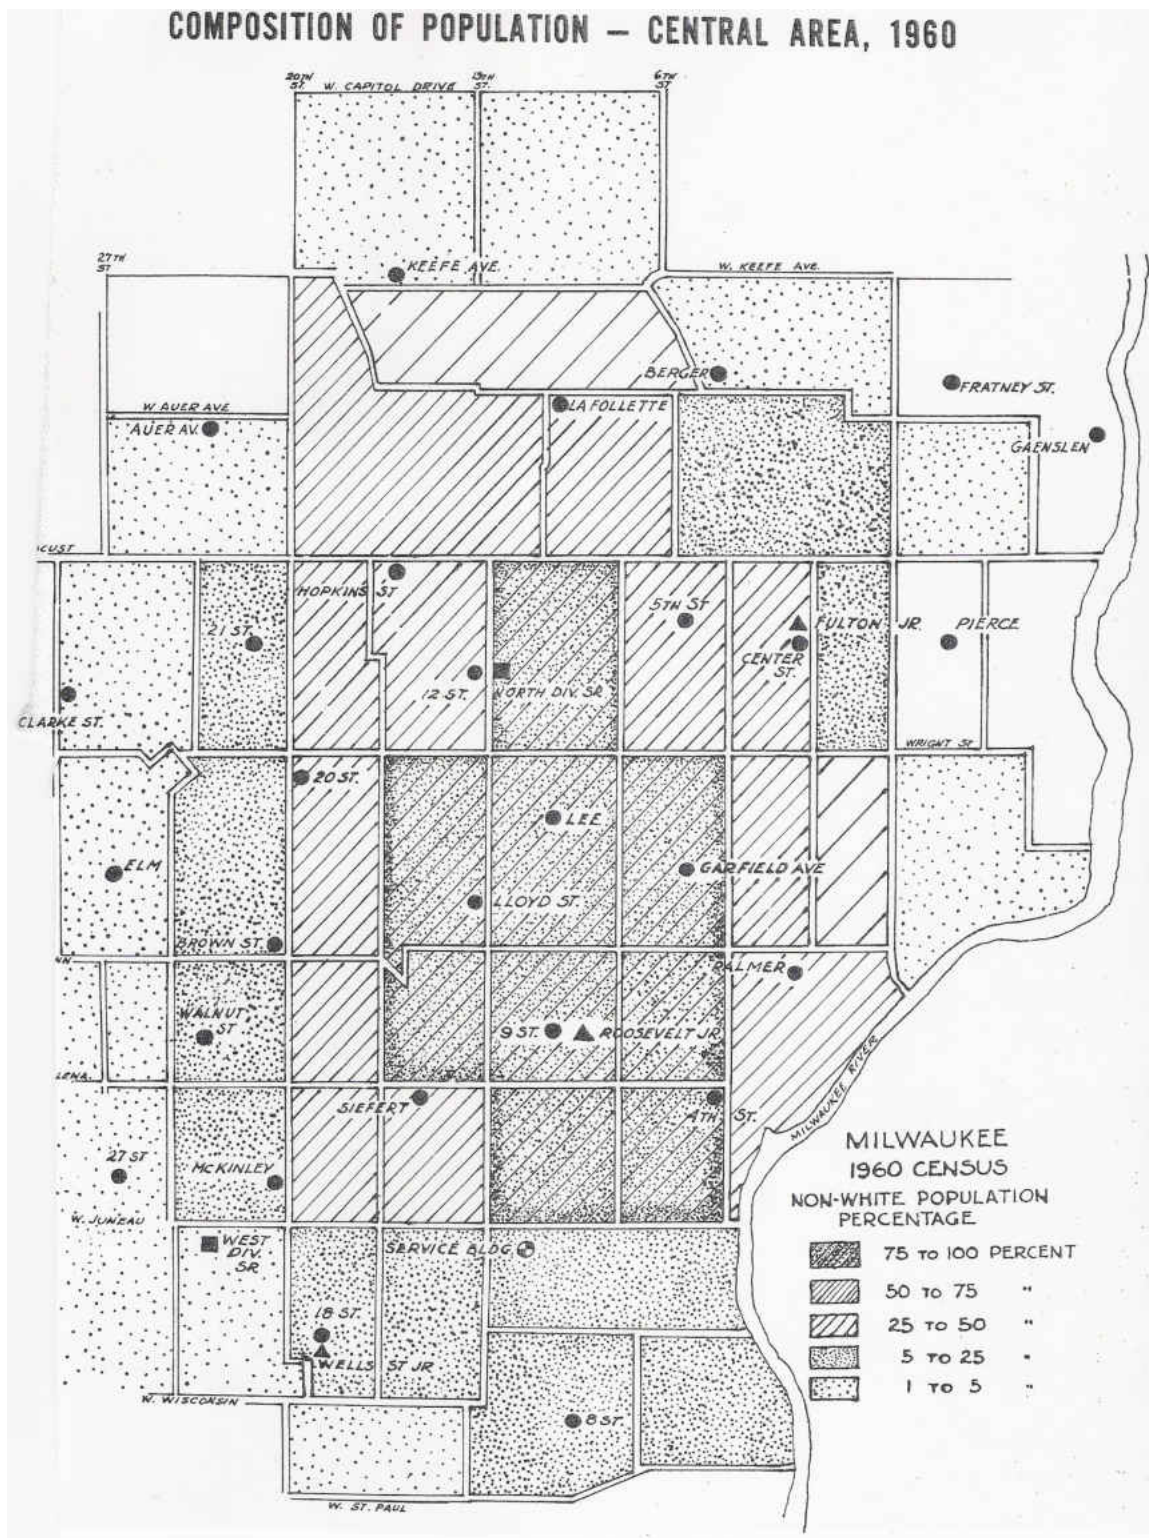 COMPOSITION OF POPULATION — CENTRAL AREA, 1960
20TH ST.
W. CAPITOL DRIVE
13TH ST.
6TH ST
27TH ST
KEEFE AVE.
W. KEEFE AVE.
BERGER
FRATNEY ST.
W. AUER AVE
LA FOLLETTE
AUER AV.
GAENSLEN
HOPKINS ST
21 ST.
5TH ST
FULTON JR.
PIERCE
CENTER ST.
12 ST.
NORTH DIV. SR.
CLARKE ST.
WRIGHT ST
20 ST.
LEE
ELM
GARFIELD AVE
LLOYD ST.
BROWN ST.
PALMER
WALNUT ST
9 ST.
ROOSEVELT JR.
MILWAUKEE RIVER
SIEFERT
4TH ST.
27 ST
MCKINLEY
W. JUNEAU
WEST DIV. SR
SERVICE BLDG.
18 ST.
WELLS ST JR
W. WISCONSIN
8 ST.
W. ST. PAUL
MILWAUKEE
1960 CENSUS
NON-WHITE POPULATION
PERCENTAGE
75 TO 100 PERCENT
50 TO 75 "
25 TO 50 "
5 TO 25 "
1 TO 5 "